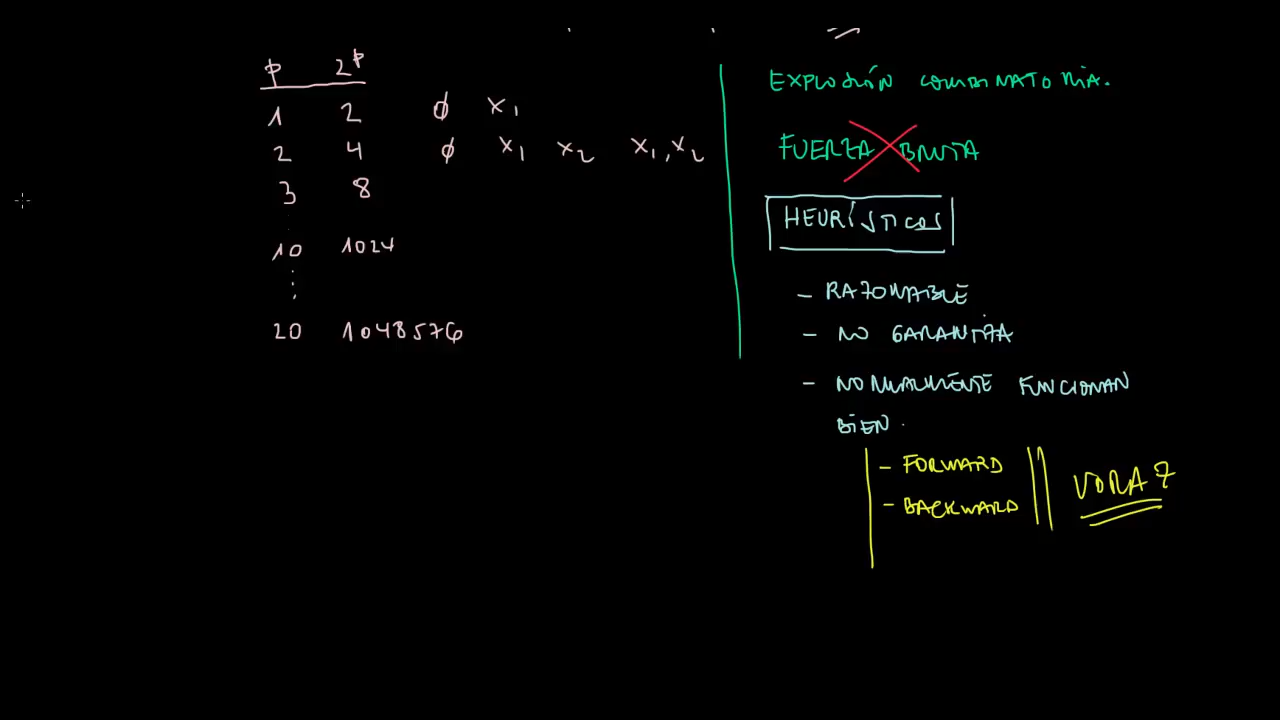 p 2^p
1 2 ∅ x1
2 4 ∅ x1 x2 x1,x2
3 8
10 1024
⋮
20 1048576
EXPLOSIÓN COMBINATORIA.
FUERZA BRUTA
HEURÍSTICOS
- RAZONABLE
- NO GARANTIZA
- NORMALMENTE FUNCIONAN
BIEN.
- FORWARD
- BACKWARD
VORAZ